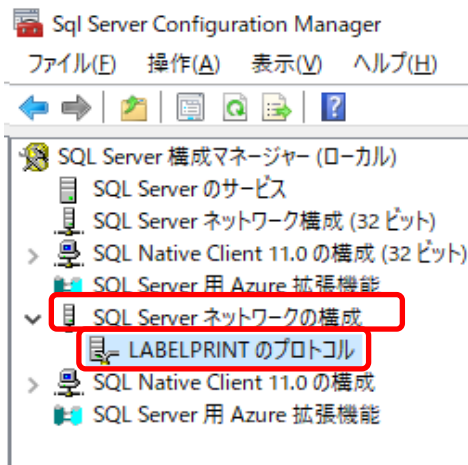 Sql Server Configuration Manager
ファイル(F) 操作(A) 表示(V) ヘルプ(H)
SQL Server 構成マネージャー (ローカル)
SQL Server のサービス
SQL Server ネットワーク構成 (32 ビット)
SQL Native Client 11.0 の構成 (32 ビット)
SQL Server 用 Azure 拡張機能
SQL Server ネットワークの構成
LABELPRINT のプロトコル
SQL Native Client 11.0 の構成
SQL Server 用 Azure 拡張機能